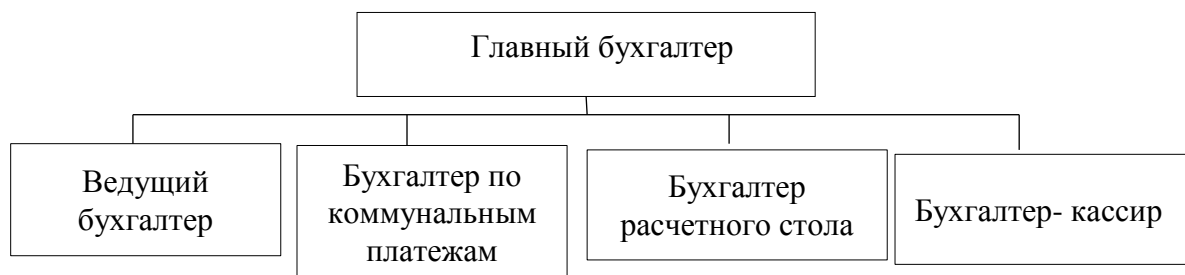 Главный бухгалтер
Ведущий
бухгалтер
Бухгалтер по
коммунальным
платежам
Бухгалтер
расчетного стола
Бухгалтер- кассир